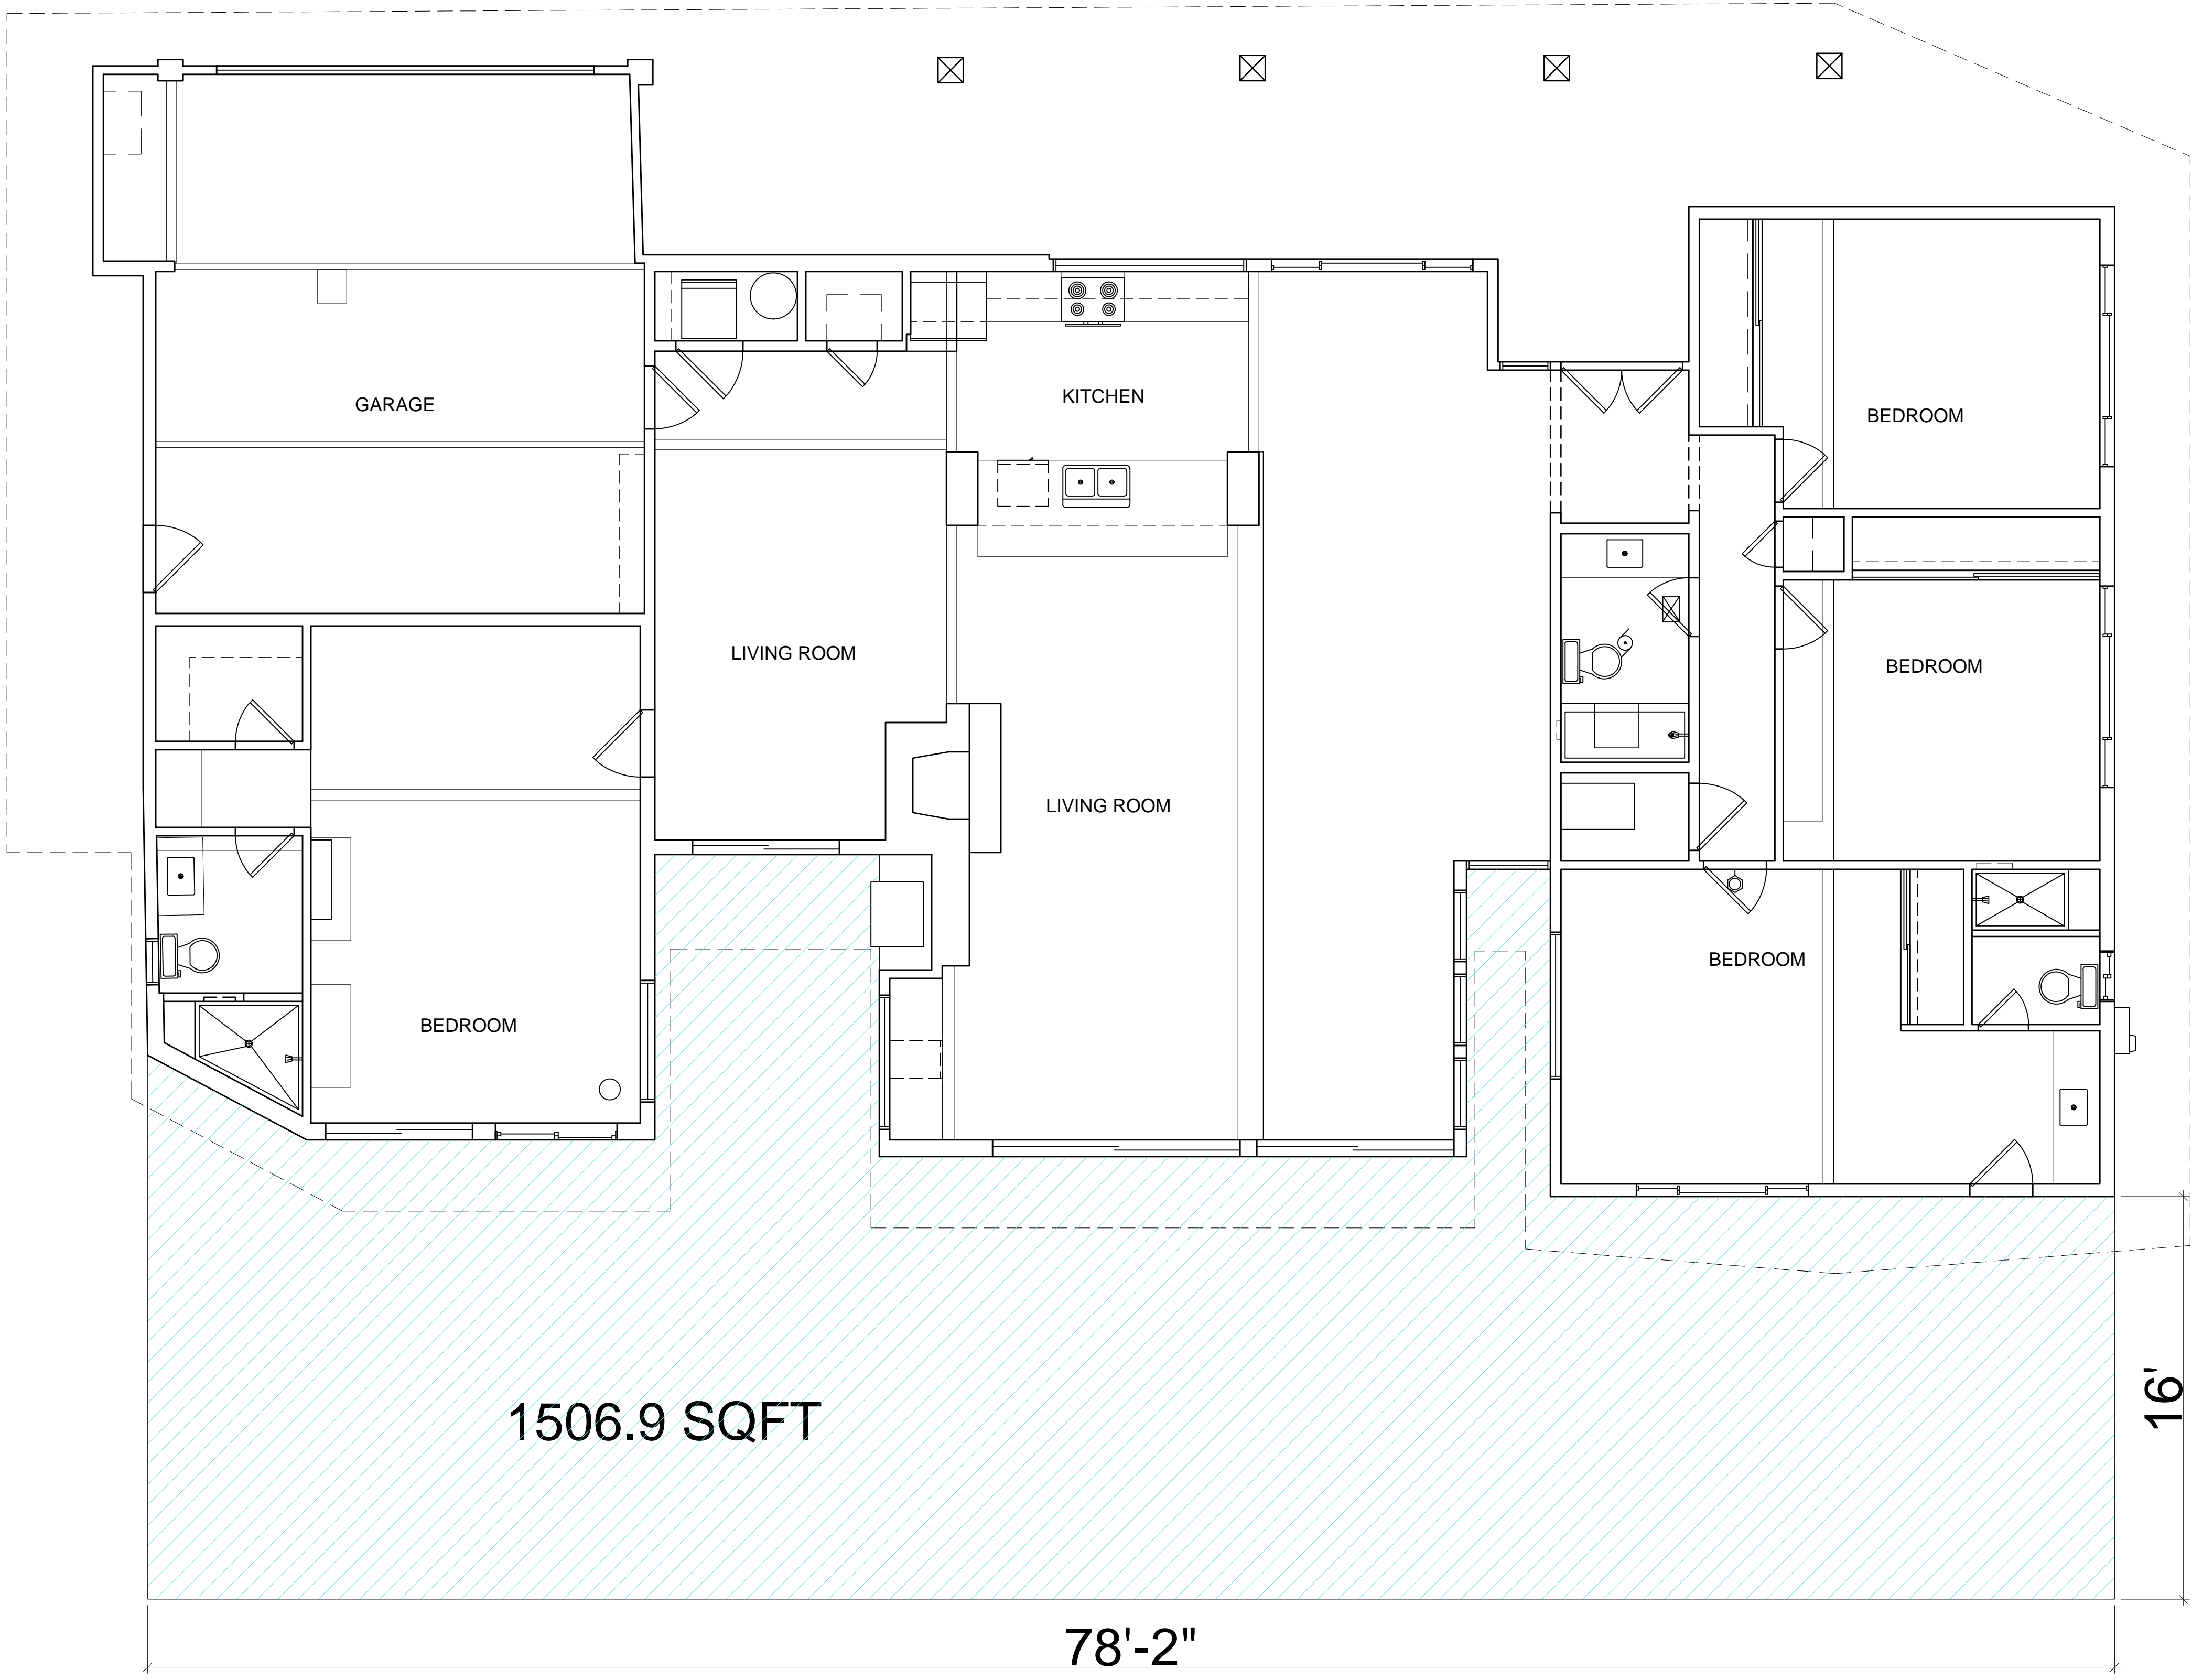 GARAGE
KITCHEN
BEDROOM
LIVING ROOM
BEDROOM
LIVING ROOM
BEDROOM
BEDROOM
1506.9 SQFT
16'
78'-2"